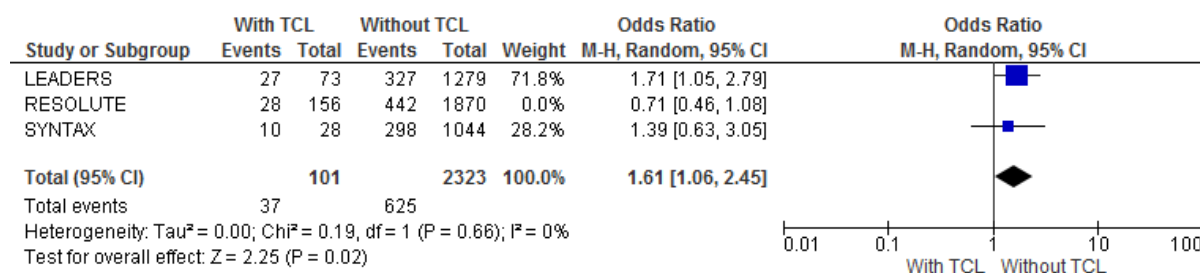 With TCL Without TCL Odds Ratio Odds Ratio
Study or Subgroup Events Total Events Total Weight M-H, Random, 95% CI M-H, Random, 95% CI
LEADERS 27 73 327 1279 71.8% 1.71 [1.05, 2.79]
RESOLUTE 28 156 442 1870 0.0% 0.71 [0.46, 1.08]
SYNTAX 10 28 298 1044 28.2% 1.39 [0.63, 3.05]
Total (95% CI) 101 2323 100.0% 1.61 [1.06, 2.45]
Total events 37 625
Heterogeneity: Tau² = 0.00; Chi² = 0.19, df = 1 (P = 0.66); I² = 0%
Test for overall effect: Z = 2.25 (P = 0.02)
0.01 0.1 1 10 100
With TCL Without TCL